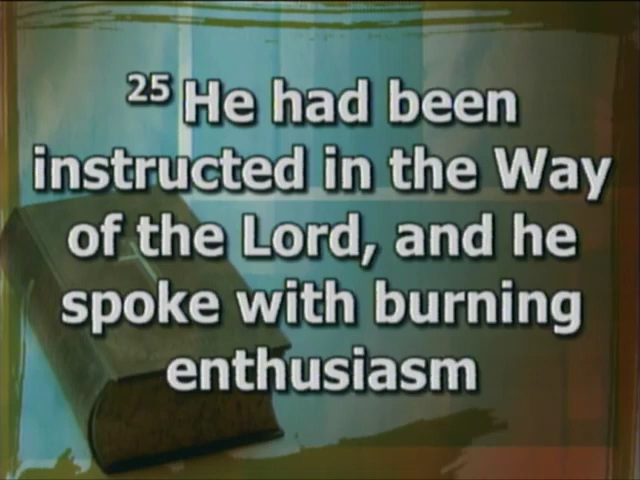 25 He had been
instructed in the Way
of the Lord, and he
spoke with burning
enthusiasm